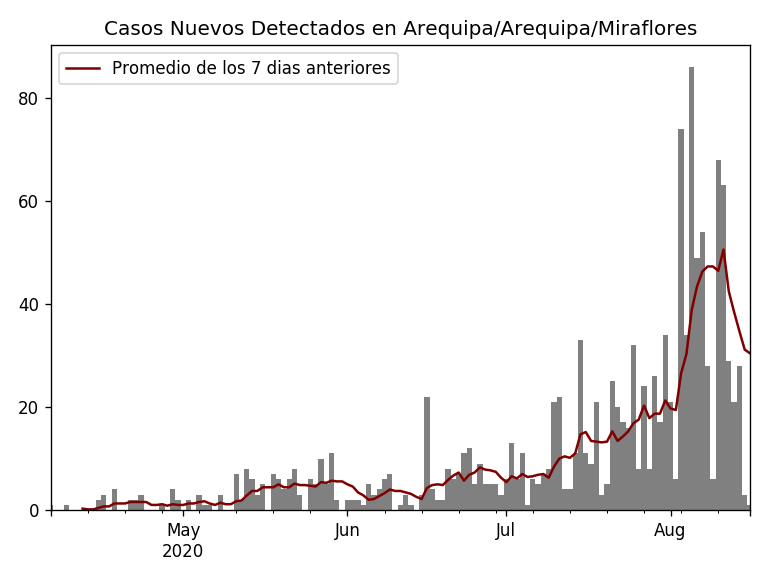 Casos Nuevos Detectados en Arequipa/Arequipa/Miraflores
Promedio de los 7 dias anteriores
80
60
40
20
0
May
2020
Jun
Jul
Aug